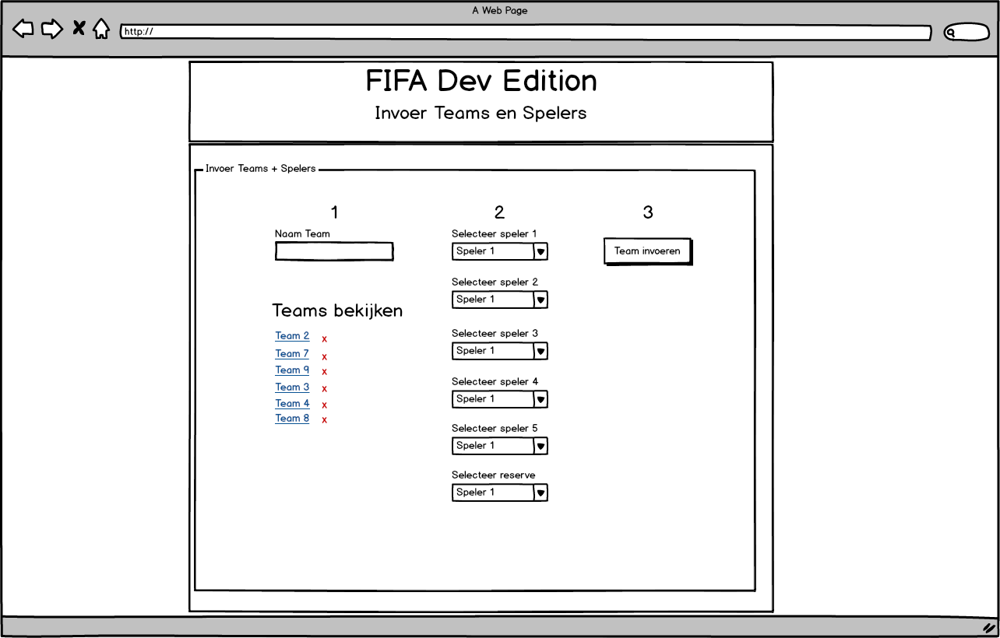 A Web Page
http://
FIFA Dev Edition
Invoer Teams en Spelers
Invoer Teams + Spelers
1
Naam Team
Teams bekijken
Team 2 x
Team 7 x
Team 9 x
Team 3 x
Team 4 x
Team 8 x
2
Selecteer speler 1
Speler 1
Selecteer speler 2
Speler 1
Selecteer speler 3
Speler 1
Selecteer speler 4
Speler 1
Selecteer speler 5
Speler 1
Selecteer reserve
Speler 1
3
Team invoeren